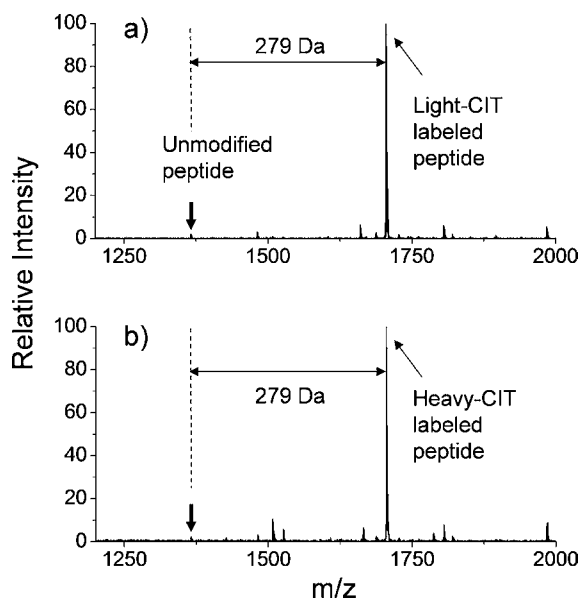 a)
100
80
60
40
20
0
279 Da
Unmodified
peptide
Light-CIT
labeled
peptide
1250
1500
1750
2000
Relative Intensity
b)
100
80
60
40
20
0
279 Da
Heavy-CIT
labeled
peptide
1250
1500
1750
2000
m/z